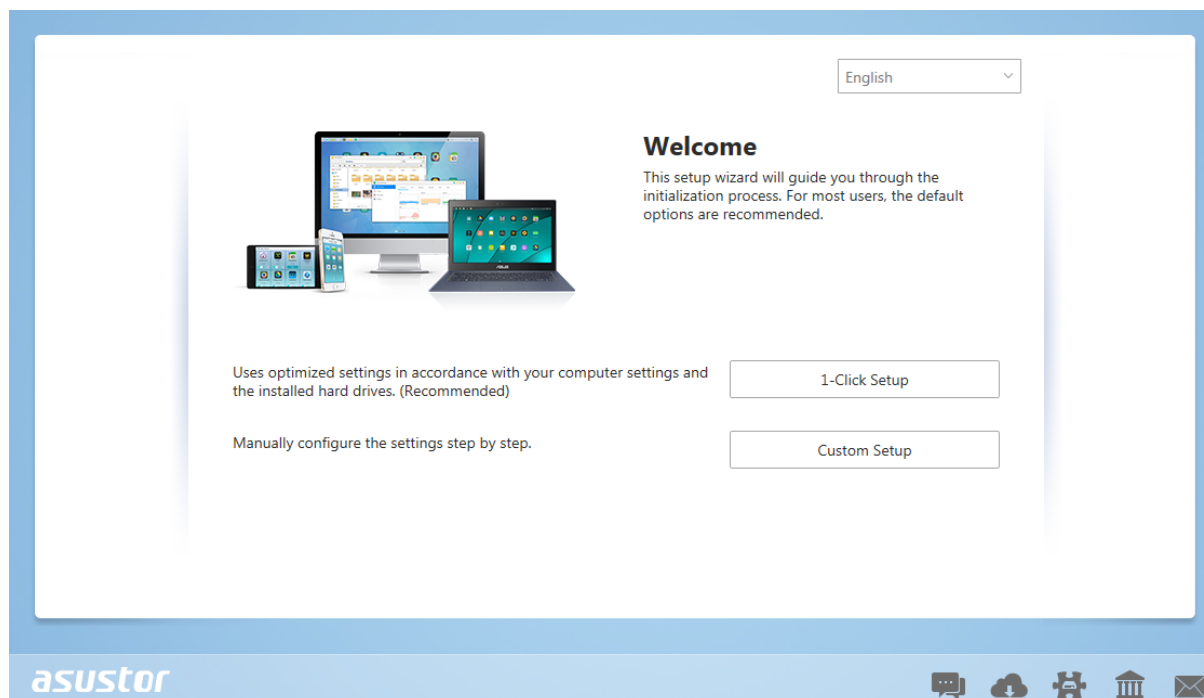 English
Welcome
This setup wizard will guide you through the
initialization process. For most users, the default
options are recommended.
Uses optimized settings in accordance with your computer settings and
the installed hard drives. (Recommended)
1-Click Setup
Manually configure the settings step by step.
Custom Setup
asustor